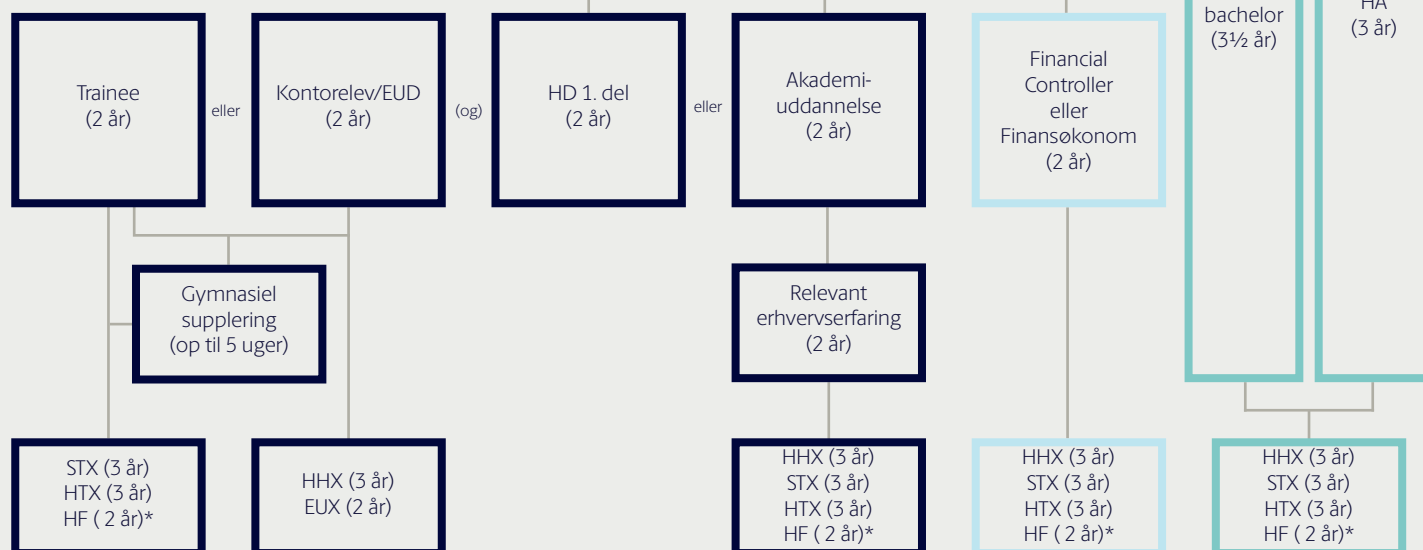 bachelor
(3½ år)
HA
(3 år)
Trainee
(2 år)
eller
Kontorelev/EUD
(2 år)
(og)
HD 1. del
(2 år)
eller
Akademi-
uddannelse
(2 år)
Financial
Controller
eller
Finansøkonom
(2 år)
Gymnasiel
supplering
(op til 5 uger)
Relevant
erhvervserfaring
(2 år)
STX (3 år)
HTX (3 år)
HF ( 2 år)*
HHX (3 år)
EUX (2 år)
HHX (3 år)
STX (3 år)
HTX (3 år)
HF ( 2 år)*
HHX (3 år)
STX (3 år)
HTX (3 år)
HF ( 2 år)*
HHX (3 år)
STX (3 år)
HTX (3 år)
HF ( 2 år)*